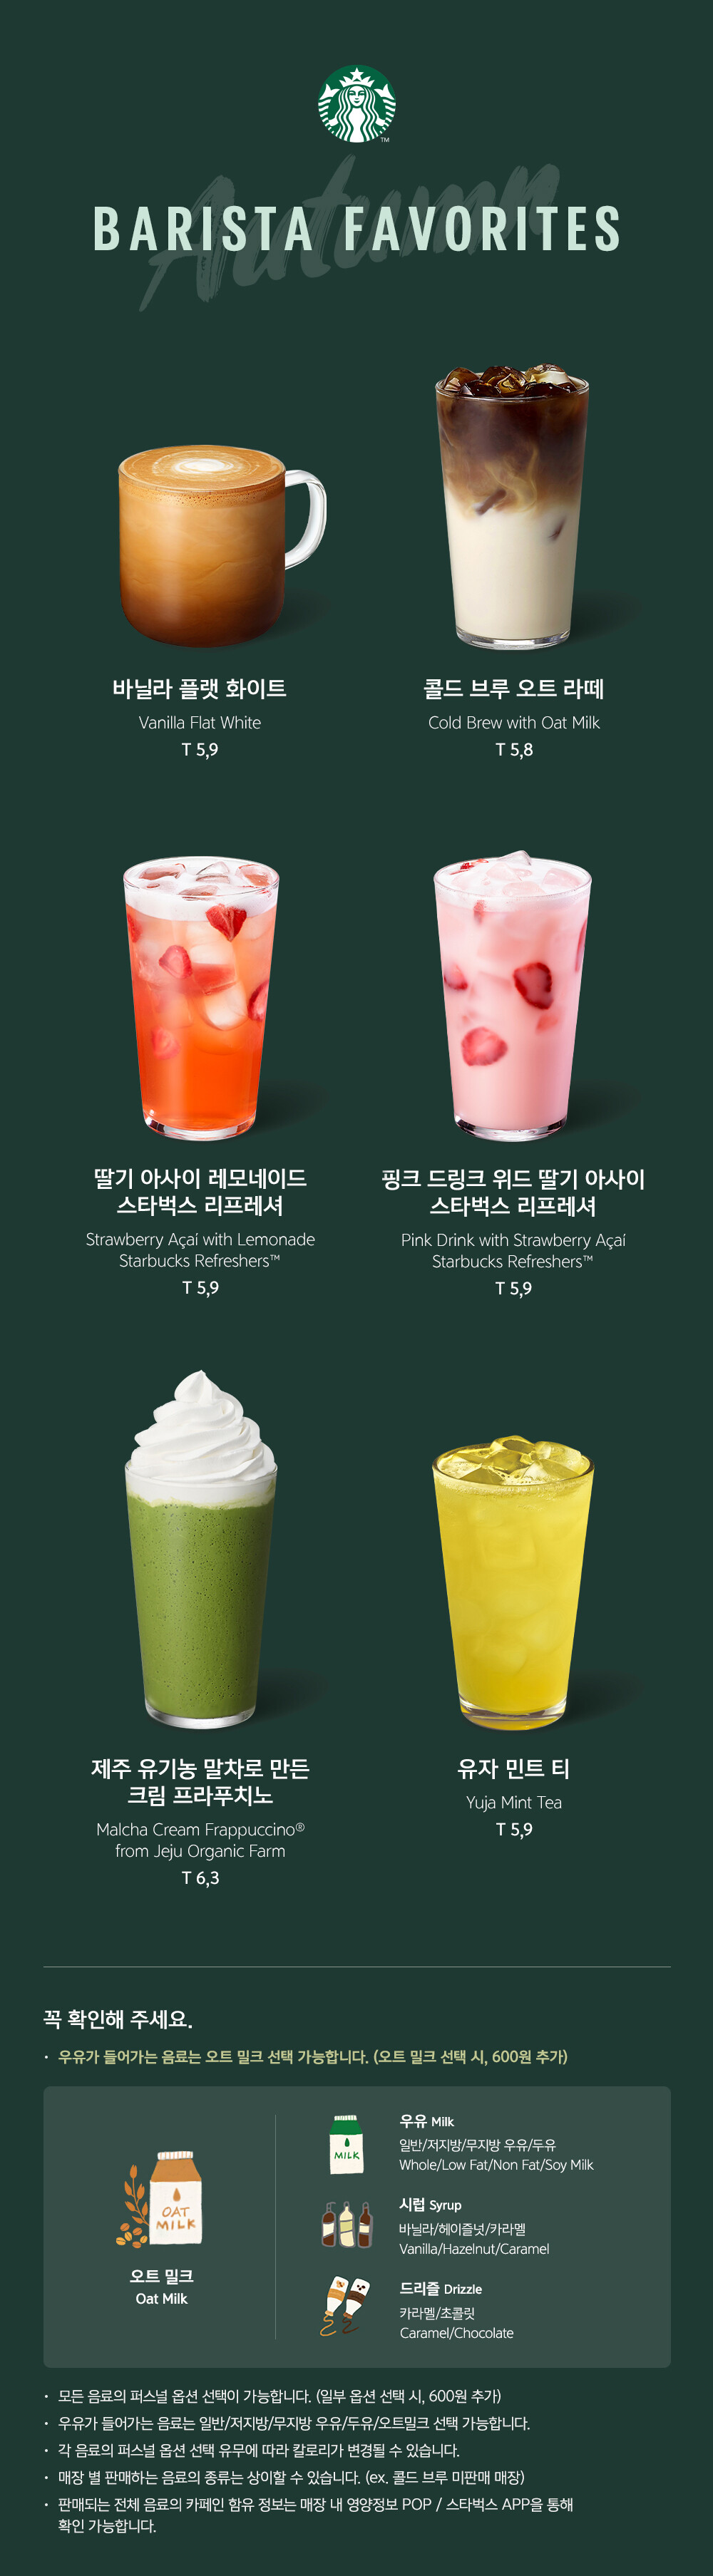 TM
Autumn
BARISTA FAVORITES
바닐라 플랫 화이트
Vanilla Flat White
T 5,9
콜드 브루 오트 라떼
Cold Brew with Oat Milk
T 5,8
딸기 아사이 레모네이드
스타벅스 리프레셔
Strawberry Açaí with Lemonade
Starbucks Refreshers™
T 5,9
핑크 드링크 위드 딸기 아사이
스타벅스 리프레셔
Pink Drink with Strawberry Açaí
Starbucks Refreshers™
T 5,9
제주 유기농 말차로 만든
크림 프라푸치노
Malcha Cream Frappuccino®
from Jeju Organic Farm
T 6,3
유자 민트 티
Yuja Mint Tea
T 5,9
꼭 확인해 주세요.
• 우유가 들어가는 음료는 오트 밀크 선택 가능합니다. (오트 밀크 선택 시, 600원 추가)
OAT
MILK
오트 밀크
Oat Milk
MILK
우유 Milk
일반/저지방/무지방 우유/두유
Whole/Low Fat/Non Fat/Soy Milk
시럽 Syrup
바닐라/헤이즐넛/카라멜
Vanilla/Hazelnut/Caramel
드리즐 Drizzle
카라멜/초콜릿
Caramel/Chocolate
• 모든 음료의 퍼스널 옵션 선택이 가능합니다. (일부 옵션 선택 시, 600원 추가)
• 우유가 들어가는 음료는 일반/저지방/무지방 우유/두유/오트밀크 선택 가능합니다.
• 각 음료의 퍼스널 옵션 선택 유무에 따라 칼로리가 변경될 수 있습니다.
• 매장 별 판매하는 음료의 종류는 상이할 수 있습니다. (ex. 콜드 브루 미판매 매장)
• 판매되는 전체 음료의 카페인 함유 정보는 매장 내 영양정보 POP / 스타벅스 APP을 통해
확인 가능합니다.